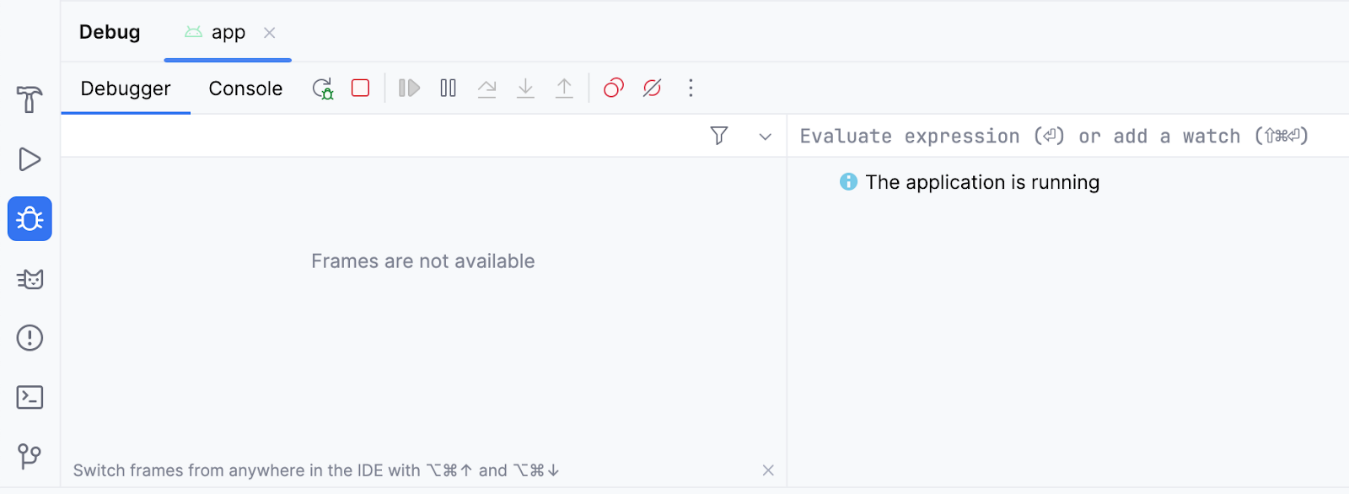 Debug app
Debugger Console
Evaluate expression (⏎) or add a watch (⇧⌘⏎)
The application is running
Frames are not available
Switch frames from anywhere in the IDE with ⌥⌘↑ and ⌥⌘↓